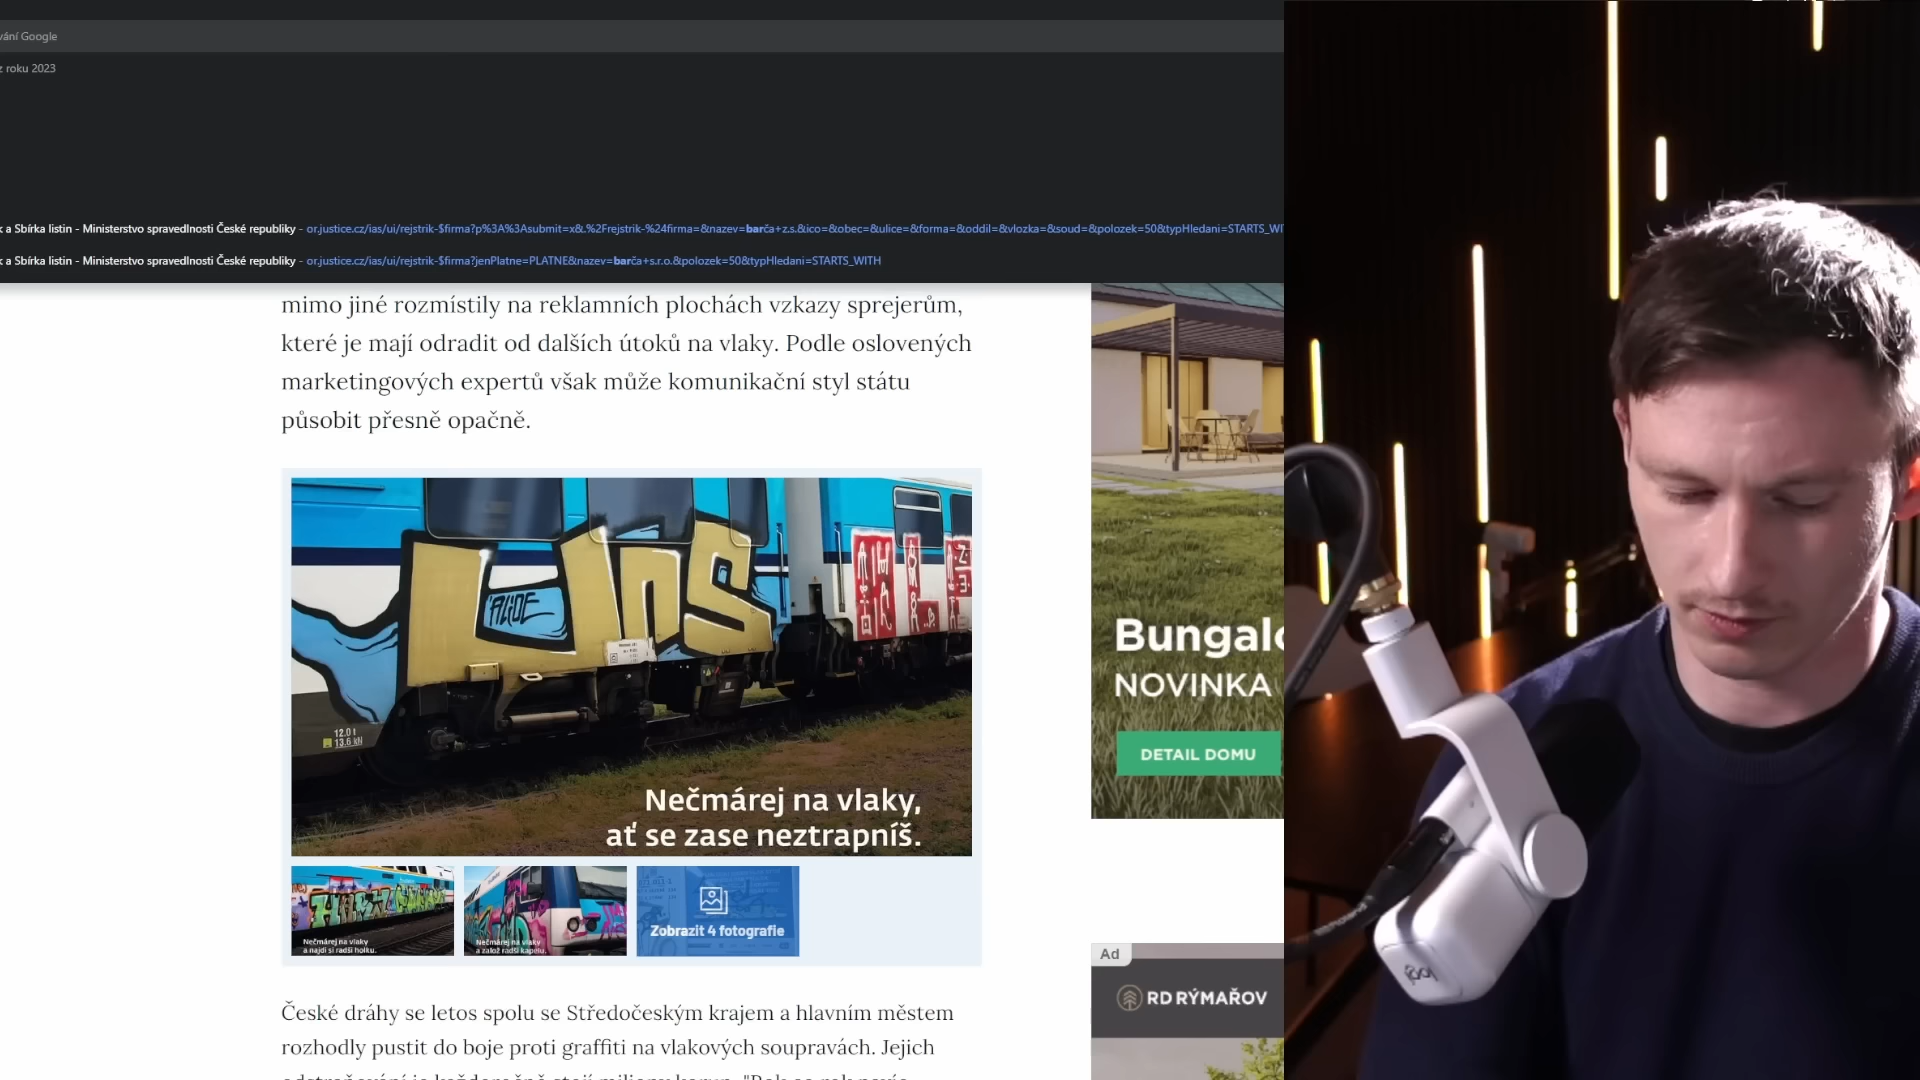 vání Google
z roku 2023
k a Sbírka listin - Ministerstvo spravedlnosti České republiky - or.justice.cz/ias/ui/rejstrik-$firma?p%3A%3Asubmit=x&.%2Frejstrik-%24firma=&nazev=barča+z.s.&ico=&obec=&ulice=&forma=&oddil=&vlozka=&soud=&polozek=50&typHledani=STARTS_WI
k a Sbírka listin - Ministerstvo spravedlnosti České republiky - or.justice.cz/ias/ui/rejstrik-$firma?jenPlatne=PLATNE&nazev=barča+s.r.o.&polozek=50&typHledani=STARTS_WITH
mimo jiné rozmístily na reklamních plochách vzkazy sprejerům,
které je mají odradit od dalších útoků na vlaky. Podle oslovených
marketingových expertů však může komunikační styl státu
působit přesně opačně.
12.0 t
13.6 kN
Nečmárej na vlaky,
ať se zase neztrapníš.
Nečmárej na vlaky
a najdi si radši holku.
Nečmárej na vlaky
a založ radši kapelu.
Zobrazit 4 fotografie
České dráhy se letos spolu se Středočeským krajem a hlavním městem
rozhodly pustit do boje proti graffiti na vlakových soupravách. Jejich
Bungalo
NOVINKA
DETAIL DOMU
Ad
RD RÝMAŘOV